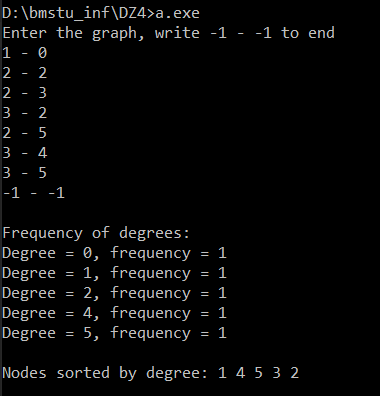 D:\bmstu_inf\DZ4>a.exe
Enter the graph, write -1 - -1 to end
1 - 0
2 - 2
2 - 3
3 - 2
2 - 5
3 - 4
3 - 5
-1 - -1
Frequency of degrees:
Degree = 0, frequency = 1
Degree = 1, frequency = 1
Degree = 2, frequency = 1
Degree = 4, frequency = 1
Degree = 5, frequency = 1
Nodes sorted by degree: 1 4 5 3 2